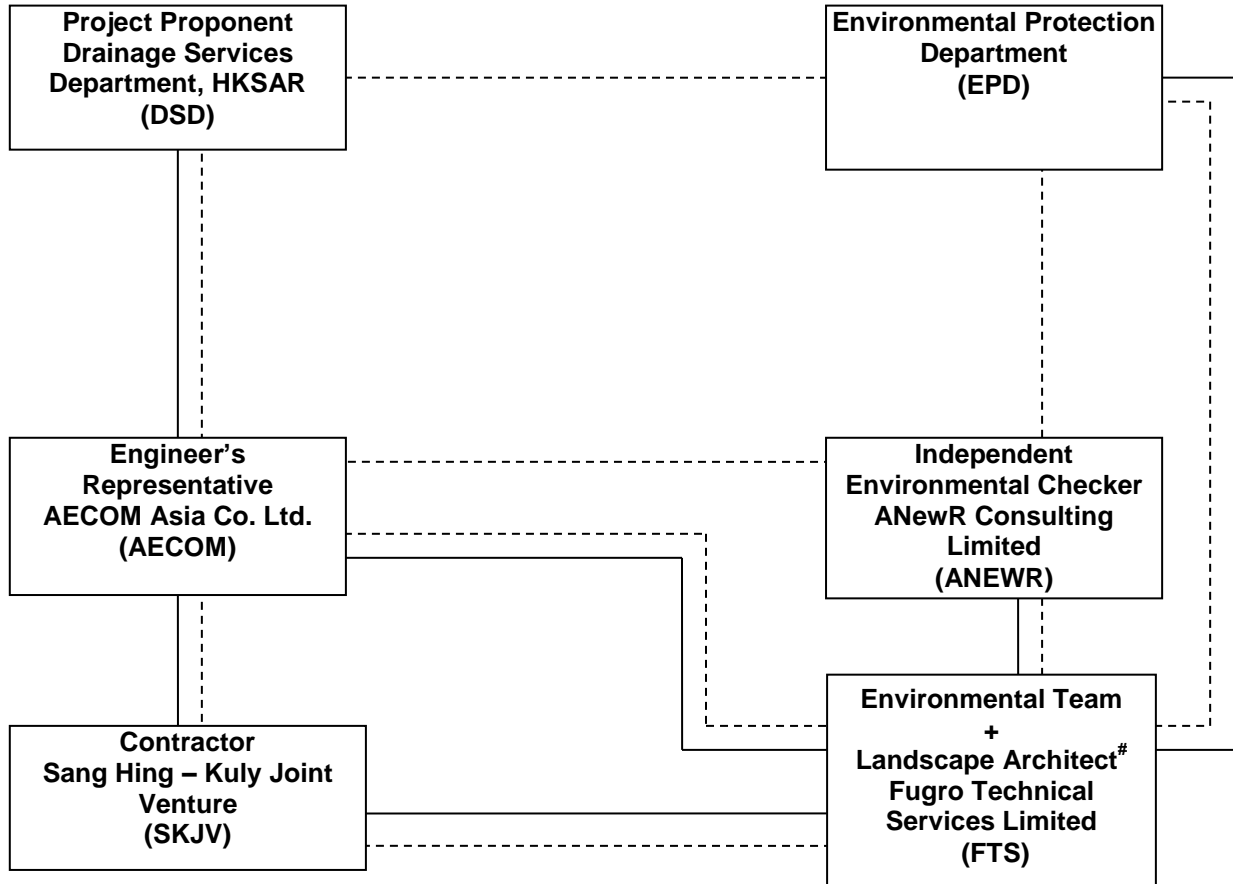 Project Proponent
Drainage Services
Department, HKSAR
(DSD)
Environmental Protection
Department
(EPD)
Engineer's
Representative
AECOM Asia Co. Ltd.
(AECOM)
Independent
Environmental Checker
ANewR Consulting
Limited
(ANEWR)
Contractor
Sang Hing – Kuly Joint
Venture
(SKJV)
Environmental Team
+
Landscape Architect#
Fugro Technical
Services Limited
(FTS)